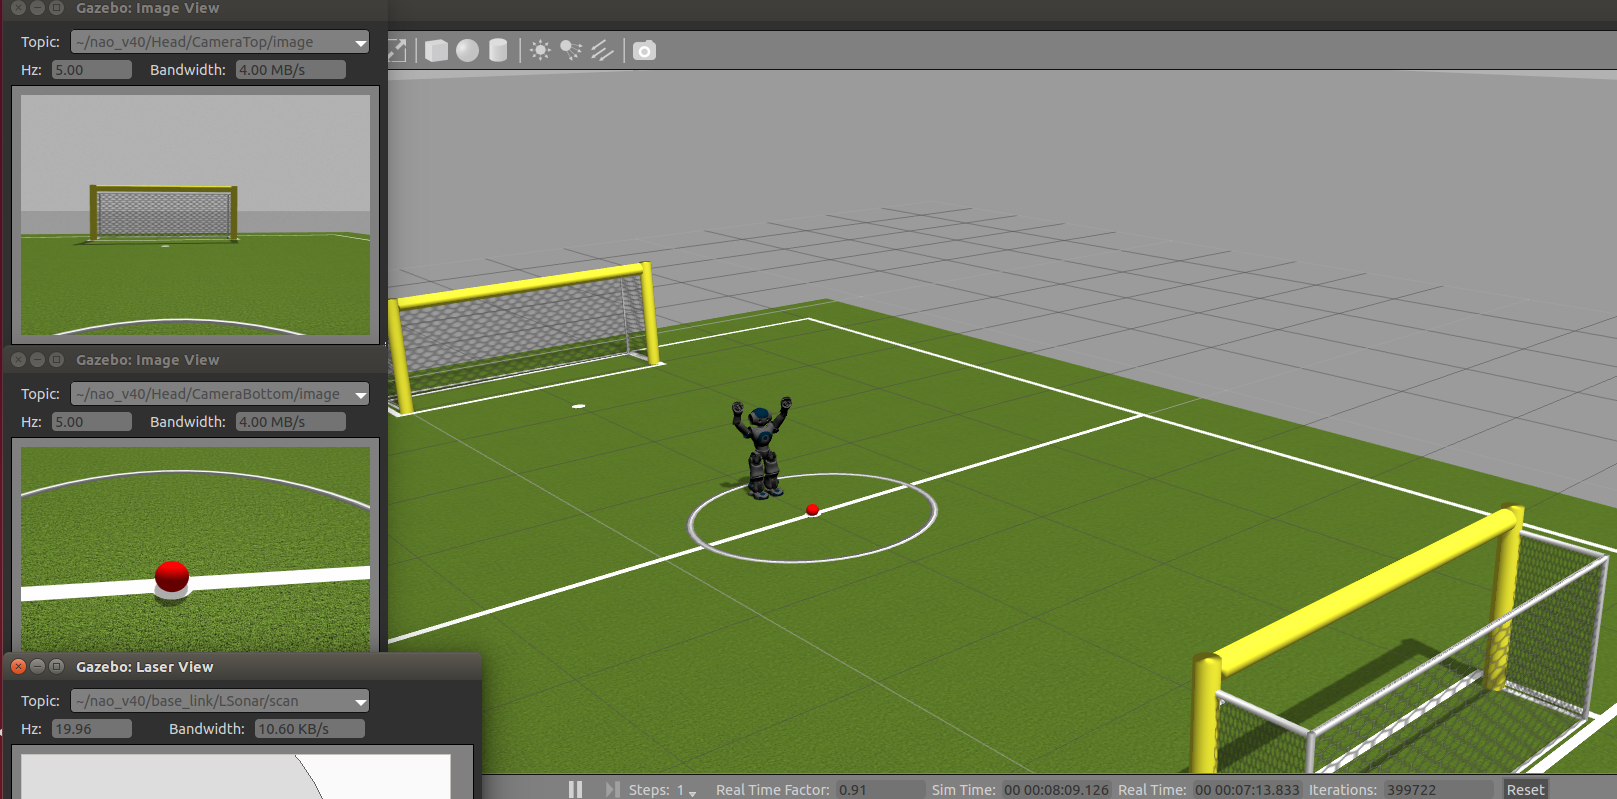 Gazebo: Image View
Topic: ~/nao_v40/Head/CameraTop/image
Hz: 5.00 Bandwidth: 4.00 MB/s
Gazebo: Image View
Topic: ~/nao_v40/Head/CameraBottom/image
Hz: 5.00 Bandwidth: 4.00 MB/s
Gazebo: Laser View
Topic: ~/nao_v40/base_link/LSonar/scan
Hz: 19.96 Bandwidth: 10.60 KB/s
Steps: 1 Real Time Factor: 0.91 Sim Time: 00 00:08:09.126 Real Time: 00 00:07:13.833 Iterations: 399722 Reset